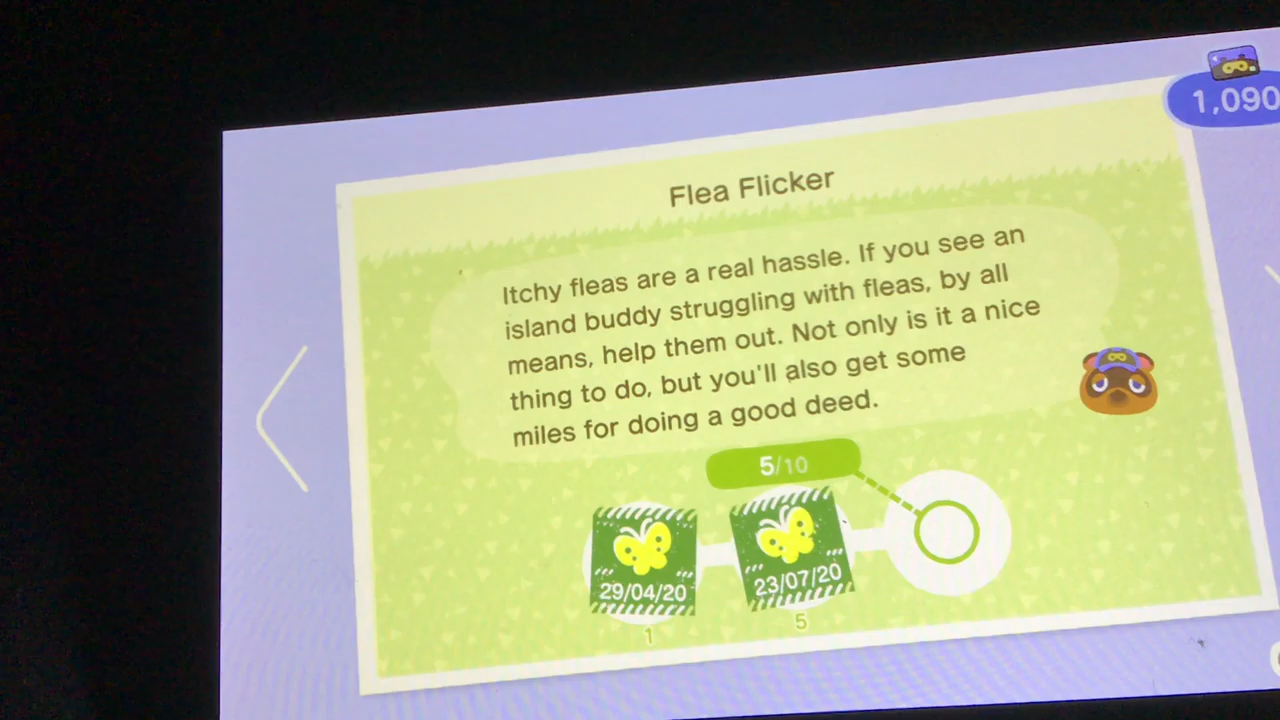 1,090
Flea Flicker
Itchy fleas are a real hassle. If you see an
island buddy struggling with fleas, by all
means, help them out. Not only is it a nice
thing to do, but you'll also get some
miles for doing a good deed.
5/10
29/04/20
23/07/20
1
5